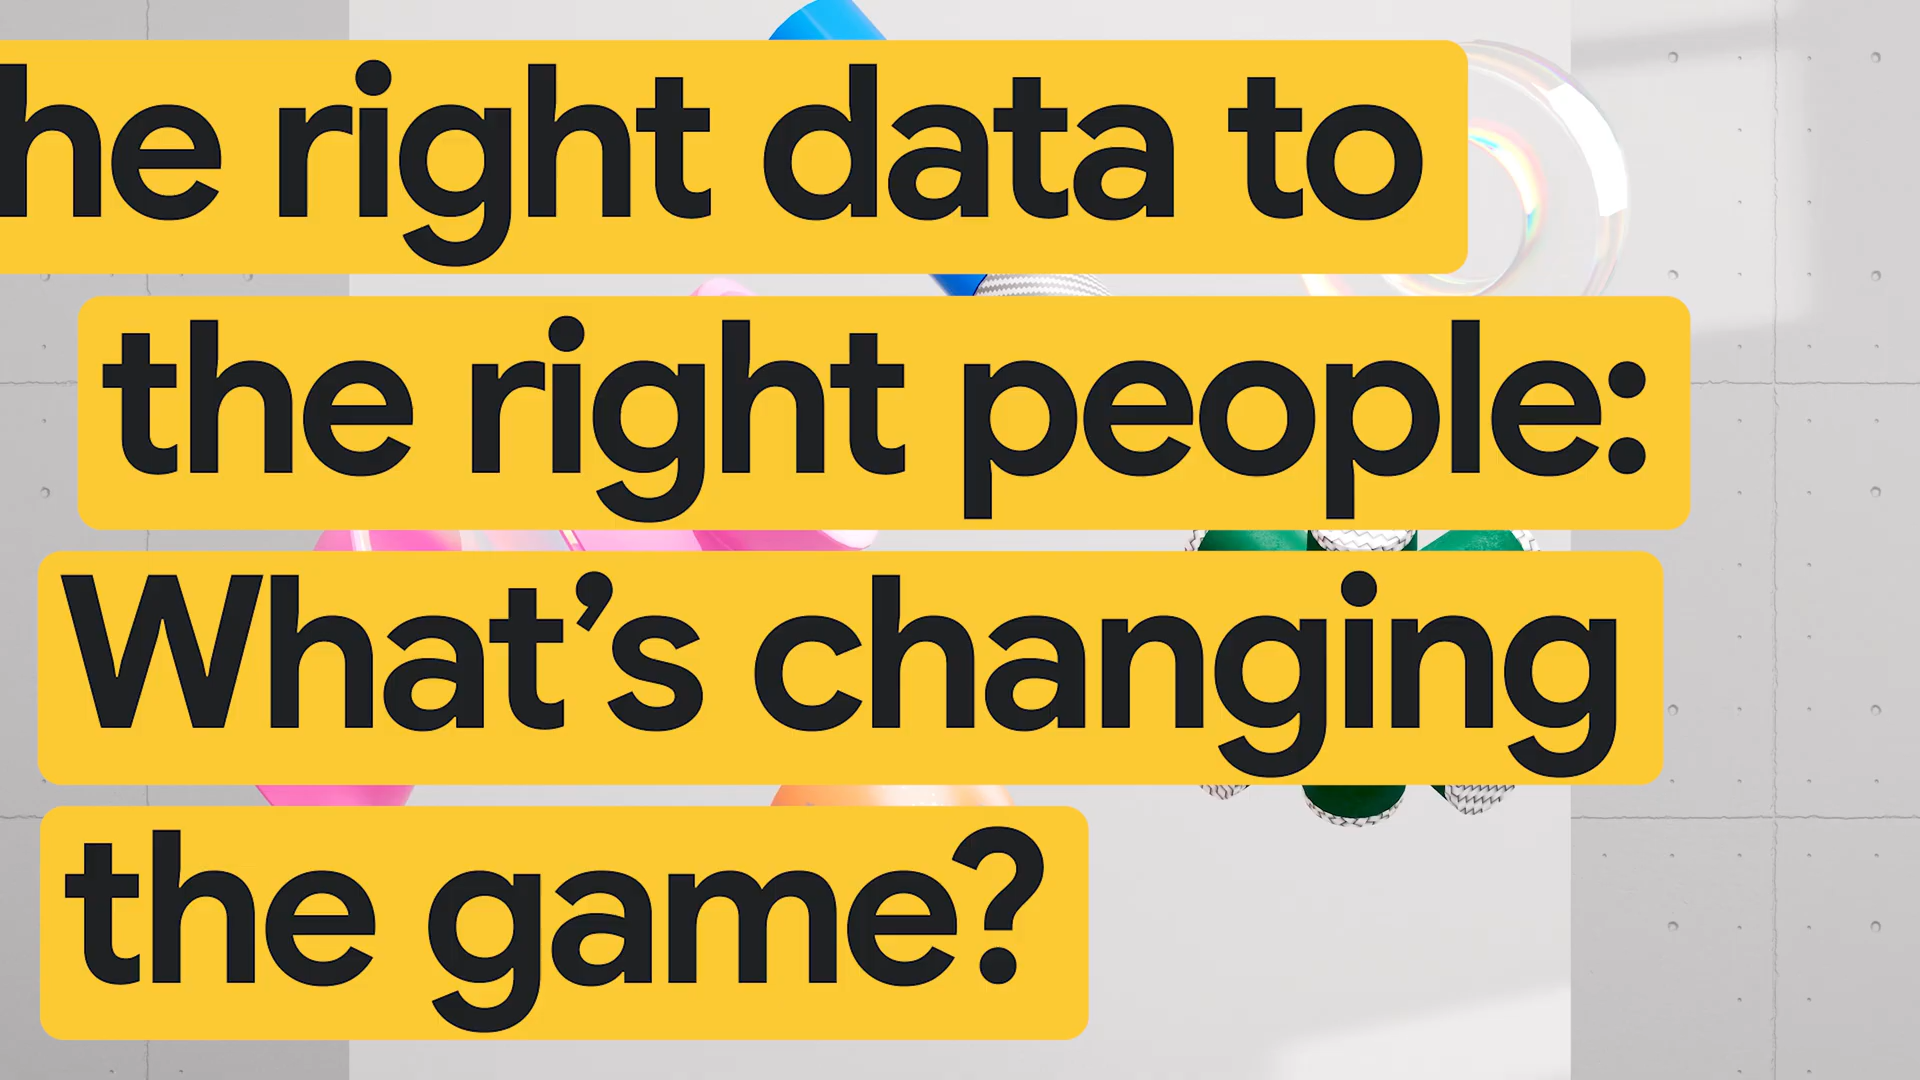 he right data to
the right people:
What’s changing
the game?